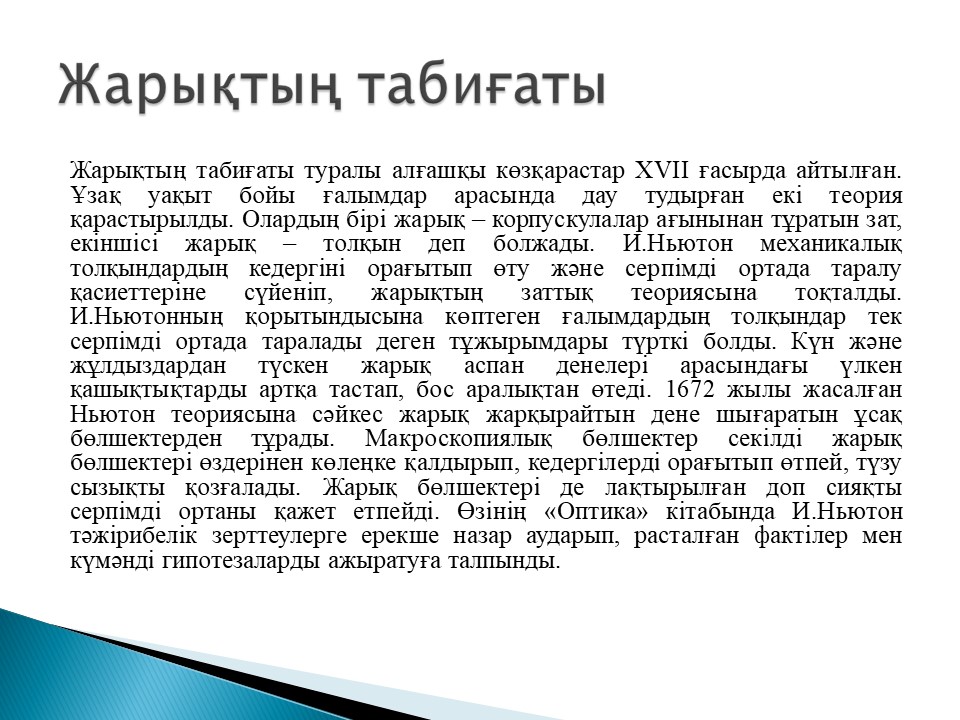 Жарықтың табиғаты
Жарықтың табиғаты туралы алғашқы көзқарастар XVII ғасырда айтылған.
Ұзақ уақыт бойы ғалымдар арасында дау тудырған екі теория
қарастырылды. Олардың бірі жарық – корпускулалар ағынынан тұратын зат,
екіншісі жарық – толқын деп болжады. И.Ньютон механикалық
толқындардың кедергіні орағытып өту және серпімді ортада таралу
қасиеттеріне сүйеніп, жарықтың заттық теориясына тоқталды.
И.Ньютонның қорытындысына көптеген ғалымдардың толқындар тек
серпімді ортада таралады деген тұжырымдары түрткі болды. Күн және
жұлдыздардан түскен жарық аспан денелері арасындағы үлкен
қашықтықтарды артқа тастап, бос аралықтан өтеді. 1672 жылы жасалған
Ньютон теориясына сәйкес жарық жарқырайтын дене шығаратын ұсақ
бөлшектерден тұрады. Макроскопиялық бөлшектер секілді жарық
бөлшектері өздерінен көлеңке қалдырып, кедергілерді орағытып өтпей, түзу
сызықты қозғалады. Жарық бөлшектері де лақтырылған доп сияқты
серпімді ортаны қажет етпейді. Өзінің «Оптика» кітабында И.Ньютон
тәжірибелік зерттеулерге ерекше назар аударып, расталған фактілер мен
күмәнді гипотезаларды ажыратуға талпынды.